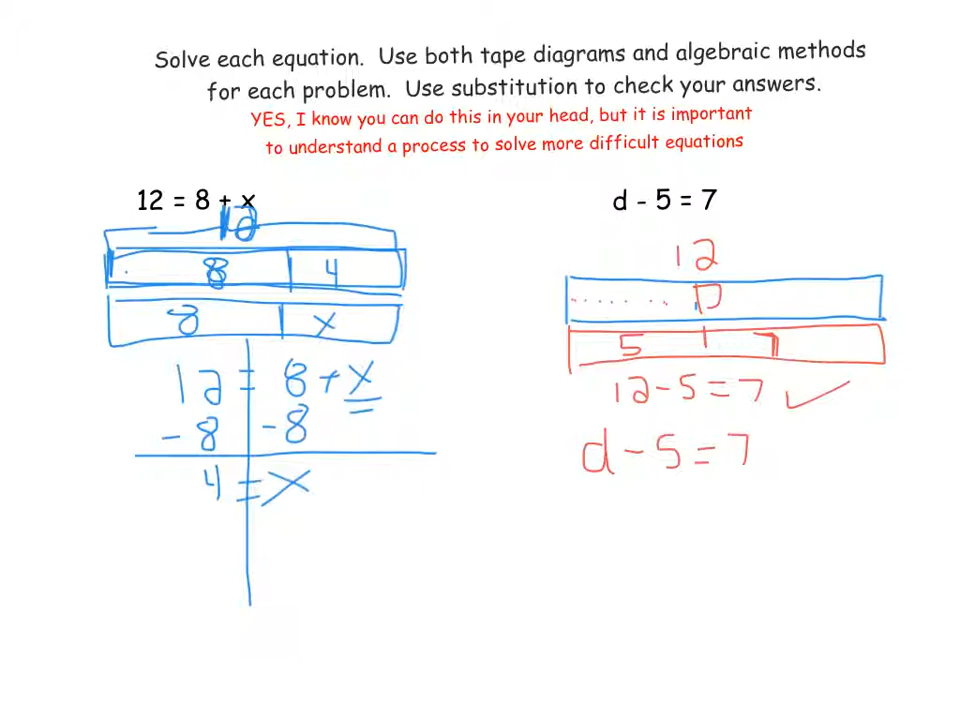 Solve each equation. Use both tape diagrams and algebraic methods
for each problem. Use substitution to check your answers.
YES, I know you can do this in your head, but it is important
to understand a process to solve more difficult equations
12 = 8 + x
12
8 4
8 x
12 = 8 + x
- 8 - 8
4 = x
d - 5 = 7
12
D
5 7
12 - 5 = 7 ✓
d - 5 = 7